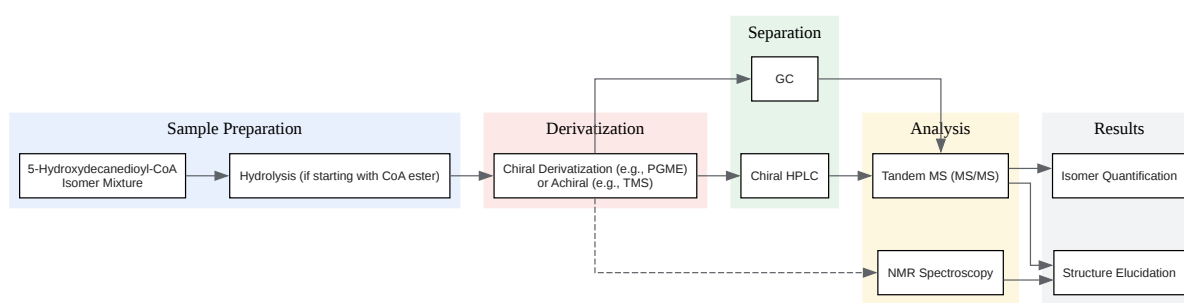 Separation
GC
Sample Preparation
Derivatization
Analysis
Results
5-Hydroxydecanedioyl-CoA
Isomer Mixture
Hydrolysis (if starting with CoA ester)
Chiral Derivatization (e.g., PGME)
or Achiral (e.g., TMS)
Chiral HPLC
Tandem MS (MS/MS)
Isomer Quantification
NMR Spectroscopy
Structure Elucidation